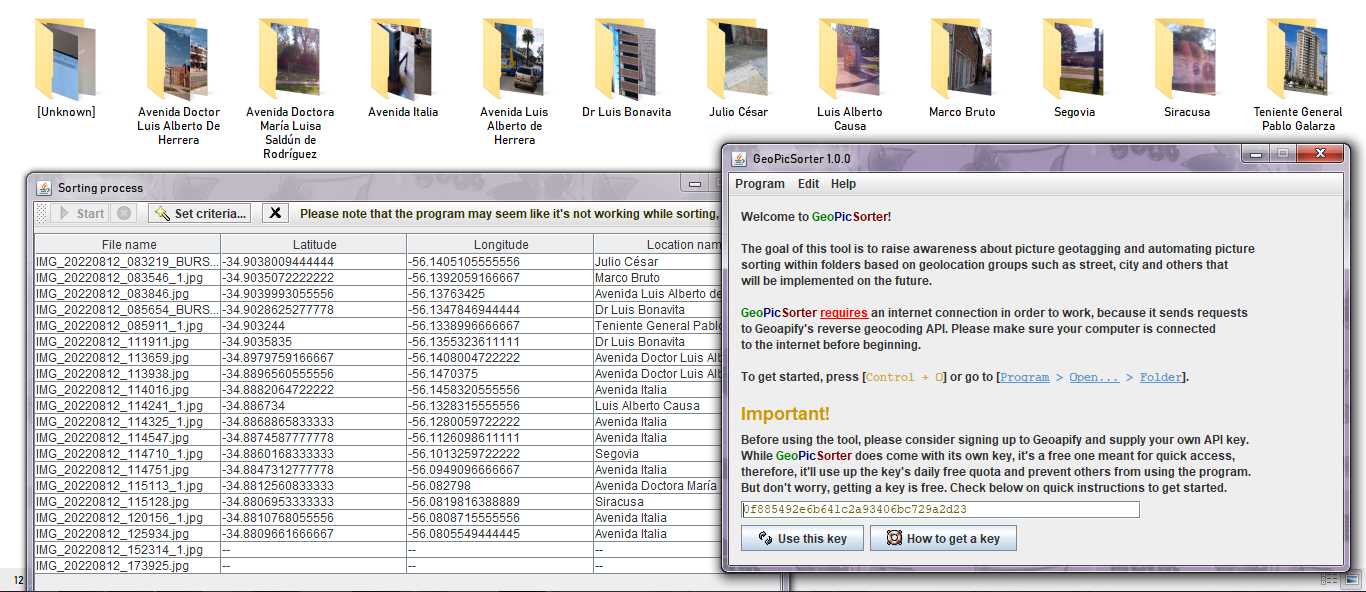 [Unknown]
Avenida Doctor
Luis Alberto De
Herrera
Avenida Doctora
María Luisa
Saldún de
Rodríguez
Avenida Italia
Avenida Luis
Alberto de
Herrera
Dr Luis Bonavita
Julio César
Luis Alberto
Causa
Marco Bruto
Segovia
Siracusa
Teniente General
Pablo Galarza
Sorting process
Start Set criteria... X Please note that the program may seem like it's not working while sorting,
File name Latitude Longitude Location nam
IMG_20220812_083219_BURS... -34.9038009444444 -56.1405105555556 Julio César
IMG_20220812_083546_1.jpg -34.9035072222222 -56.1392059166667 Marco Bruto
IMG_20220812_083846.jpg -34.9039993055556 -56.13763425 Avenida Luis Alberto de
IMG_20220812_085654_BURS... -34.9028625277778 -56.1347846944444 Dr Luis Bonavita
IMG_20220812_085911_1.jpg -34.903244 -56.1338996666667 Teniente General Pablo
IMG_20220812_111911.jpg -34.9035835 -56.1355323611111 Dr Luis Bonavita
IMG_20220812_113659.jpg -34.8979759166667 -56.1408004722222 Avenida Doctor Luis Alb
IMG_20220812_113938.jpg -34.8896560555556 -56.1470375 Avenida Doctor Luis Alb
IMG_20220812_114016.jpg -34.8882064722222 -56.1458320555556 Avenida Italia
IMG_20220812_114241_1.jpg -34.886734 -56.1328315555556 Luis Alberto Causa
IMG_20220812_114325_1.jpg -34.8868865833333 -56.1280059722222 Avenida Italia
IMG_20220812_114547.jpg -34.8874587777778 -56.1126098611111 Avenida Italia
IMG_20220812_114710_1.jpg -34.8860168333333 -56.1013259722222 Segovia
IMG_20220812_114751.jpg -34.8847312777778 -56.0949096666667 Avenida Italia
IMG_20220812_115113_1.jpg -34.8812560833333 -56.082798 Avenida Doctora María
IMG_20220812_115128.jpg -34.8806953333333 -56.0819816388889 Siracusa
IMG_20220812_120156_1.jpg -34.8810768055556 -56.0808715555556 Avenida Italia
IMG_20220812_125934.jpg -34.8809661666667 -56.0805549444445 Avenida Italia
IMG_20220812_152314_1.jpg -- -- --
IMG_20220812_173925.jpg -- -- --
12
GeoPicSorter 1.0.0
Program Edit Help
Welcome to GeoPicSorter!
The goal of this tool is to raise awareness about picture geotagging and automating picture
sorting within folders based on geolocation groups such as street, city and others that
will be implemented on the future.
GeoPicSorter requires an internet connection in order to work, because it sends requests
to Geoapify's reverse geocoding API. Please make sure your computer is connected
to the internet before beginning.
To get started, press [Control + O] or go to [Program > Open... > Folder].
Important!
Before using the tool, please consider signing up to Geoapify and supply your own API key.
While GeoPicSorter does come with its own key, it's a free one meant for quick access,
therefore, it'll use up the key's daily free quota and prevent others from using the program.
But don't worry, getting a key is free. Check below on quick instructions to get started.
0f885492e6b641c2a93406bc729a2d23
Use this key How to get a key